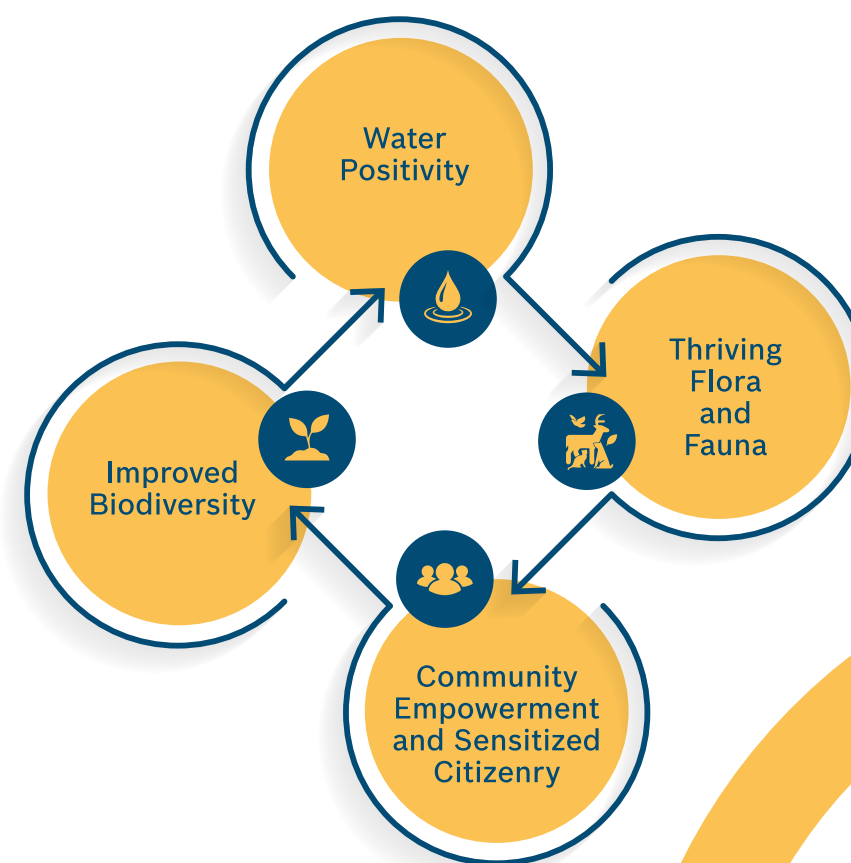 Water
Positivity
Thriving
Flora
and
Fauna
Improved
Biodiversity
Community
Empowerment
and Sensitized
Citizenry